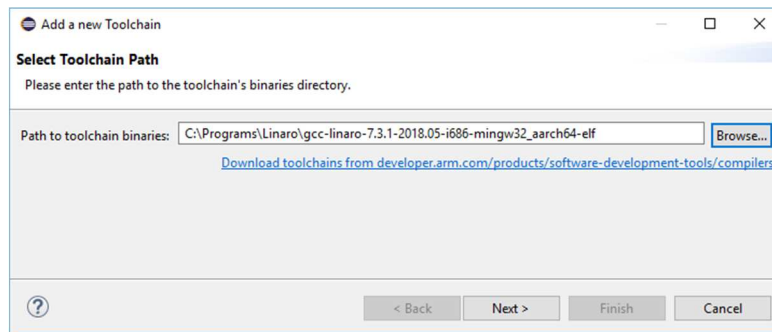 Add a new Toolchain
Select Toolchain Path
Please enter the path to the toolchain's binaries directory.
Path to toolchain binaries: C:\Programs\Linaro\gcc-linaro-7.3.1-2018.05-i686-mingw32_aarch64-elf Browse...
Download toolchains from developer.arm.com/products/software-development-tools/compilers
? < Back Next > Finish Cancel